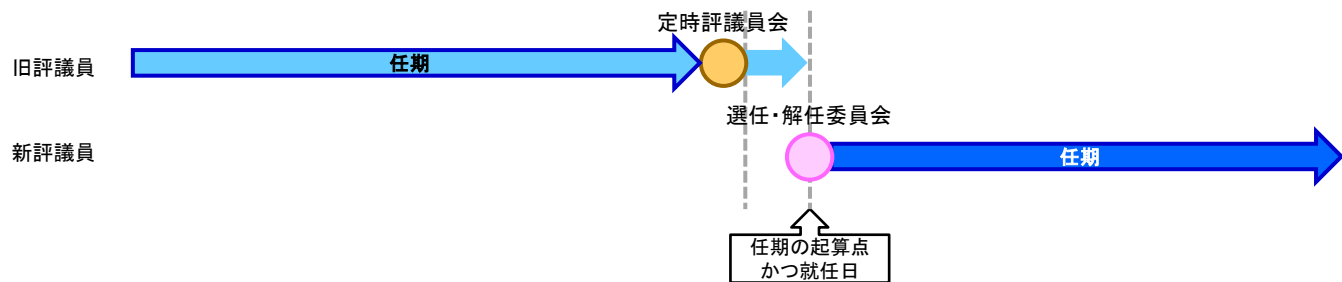 定時評議員会
旧評議員
任期
選任・解任委員会
新評議員
任期
任期の起算点
かつ就任日